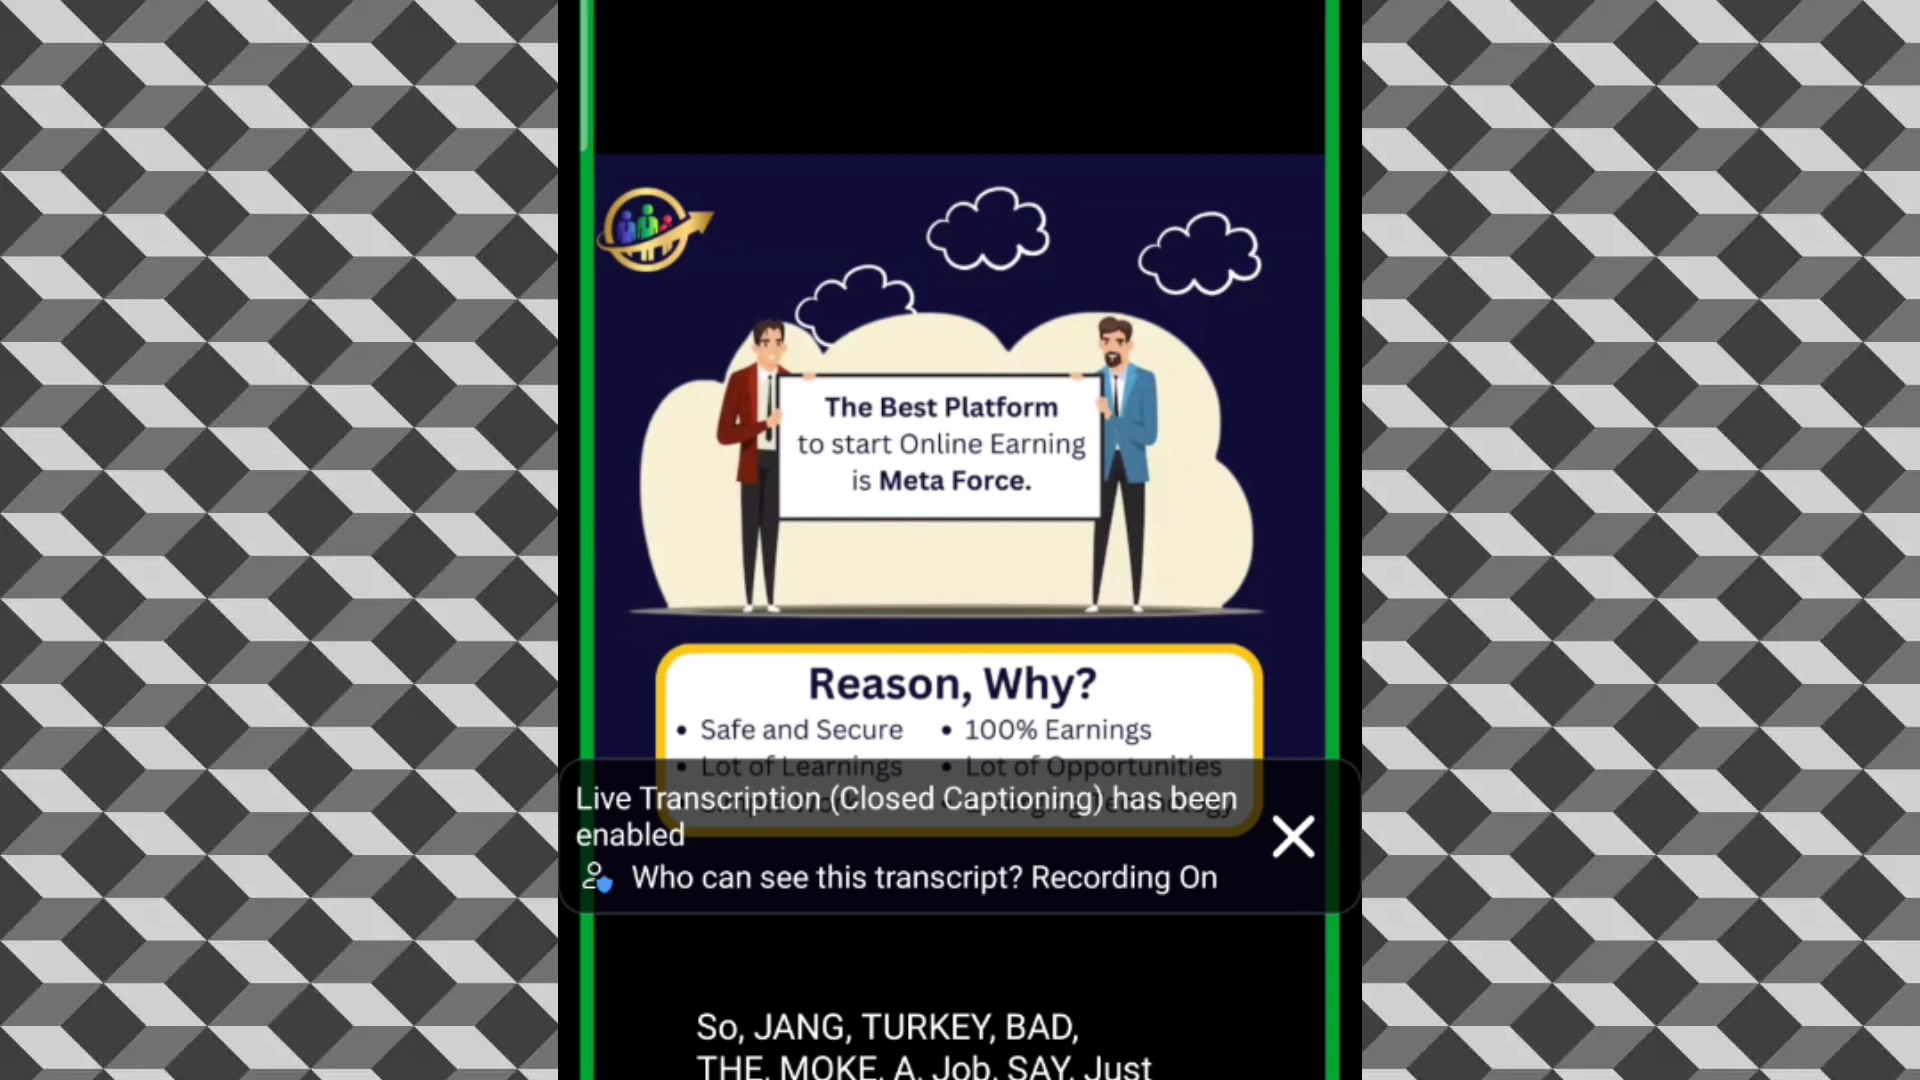 The Best Platform
to start Online Earning
is Meta Force.
Reason, Why?
• Safe and Secure
• 100% Earnings
• Lot of Learnings
• Lot of Opportunities
Live Transcription (Closed Captioning) has been
enabled
Who can see this transcript? Recording On
So, JANG, TURKEY, BAD,
THE, MOKE, A, Job, SAY, Just